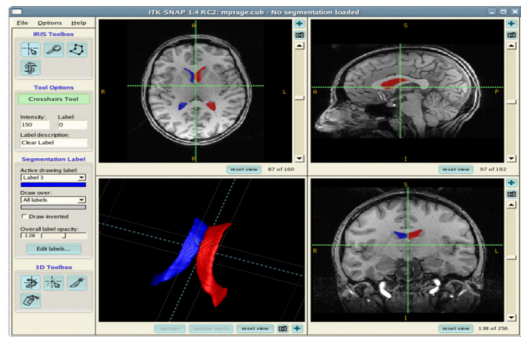 ITK-SNAP 1.4 RC2: mprage.cub - No segmentation loaded
File Options Help
IRIS Toolbox
Tool Options
Crosshairs Tool
Intensity: Label:
150 0
Label description:
Clear Label
Segmentation Label
Active drawing label:
Label 3
Draw over:
All labels
Draw inverted
Overall label opacity:
128
Edit labels...
3D Toolbox
A
R L
P
reset view 87 of 160
S
A P
I
reset view 97 of 192
update mesh reset view
S
R L
I
reset view 138 of 256